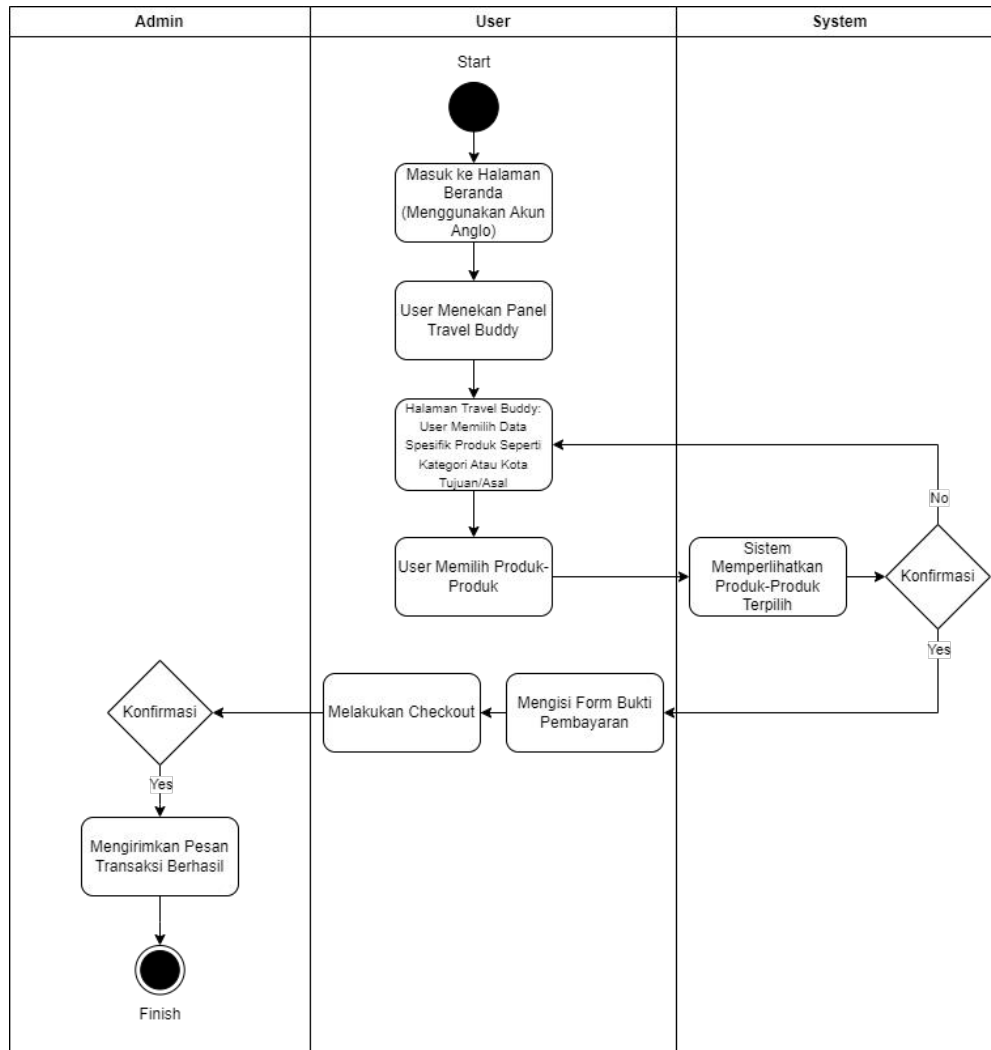 Admin
User
System
Start
Masuk ke Halaman
Beranda
(Menggunakan Akun
Anglo)
User Menekan Panel
Travel Buddy
Halaman Travel Buddy:
User Memilih Data
Spesifik Produk Seperti
Kategori Atau Kota
Tujuan/Asal
User Memilih Produk-
Produk
Sistem
Memperlihatkan
Produk-Produk
Terpilih
Konfirmasi
No
Yes
Mengisi Form Bukti
Pembayaran
Melakukan Checkout
Konfirmasi
Yes
Mengirimkan Pesan
Transaksi Berhasil
Finish